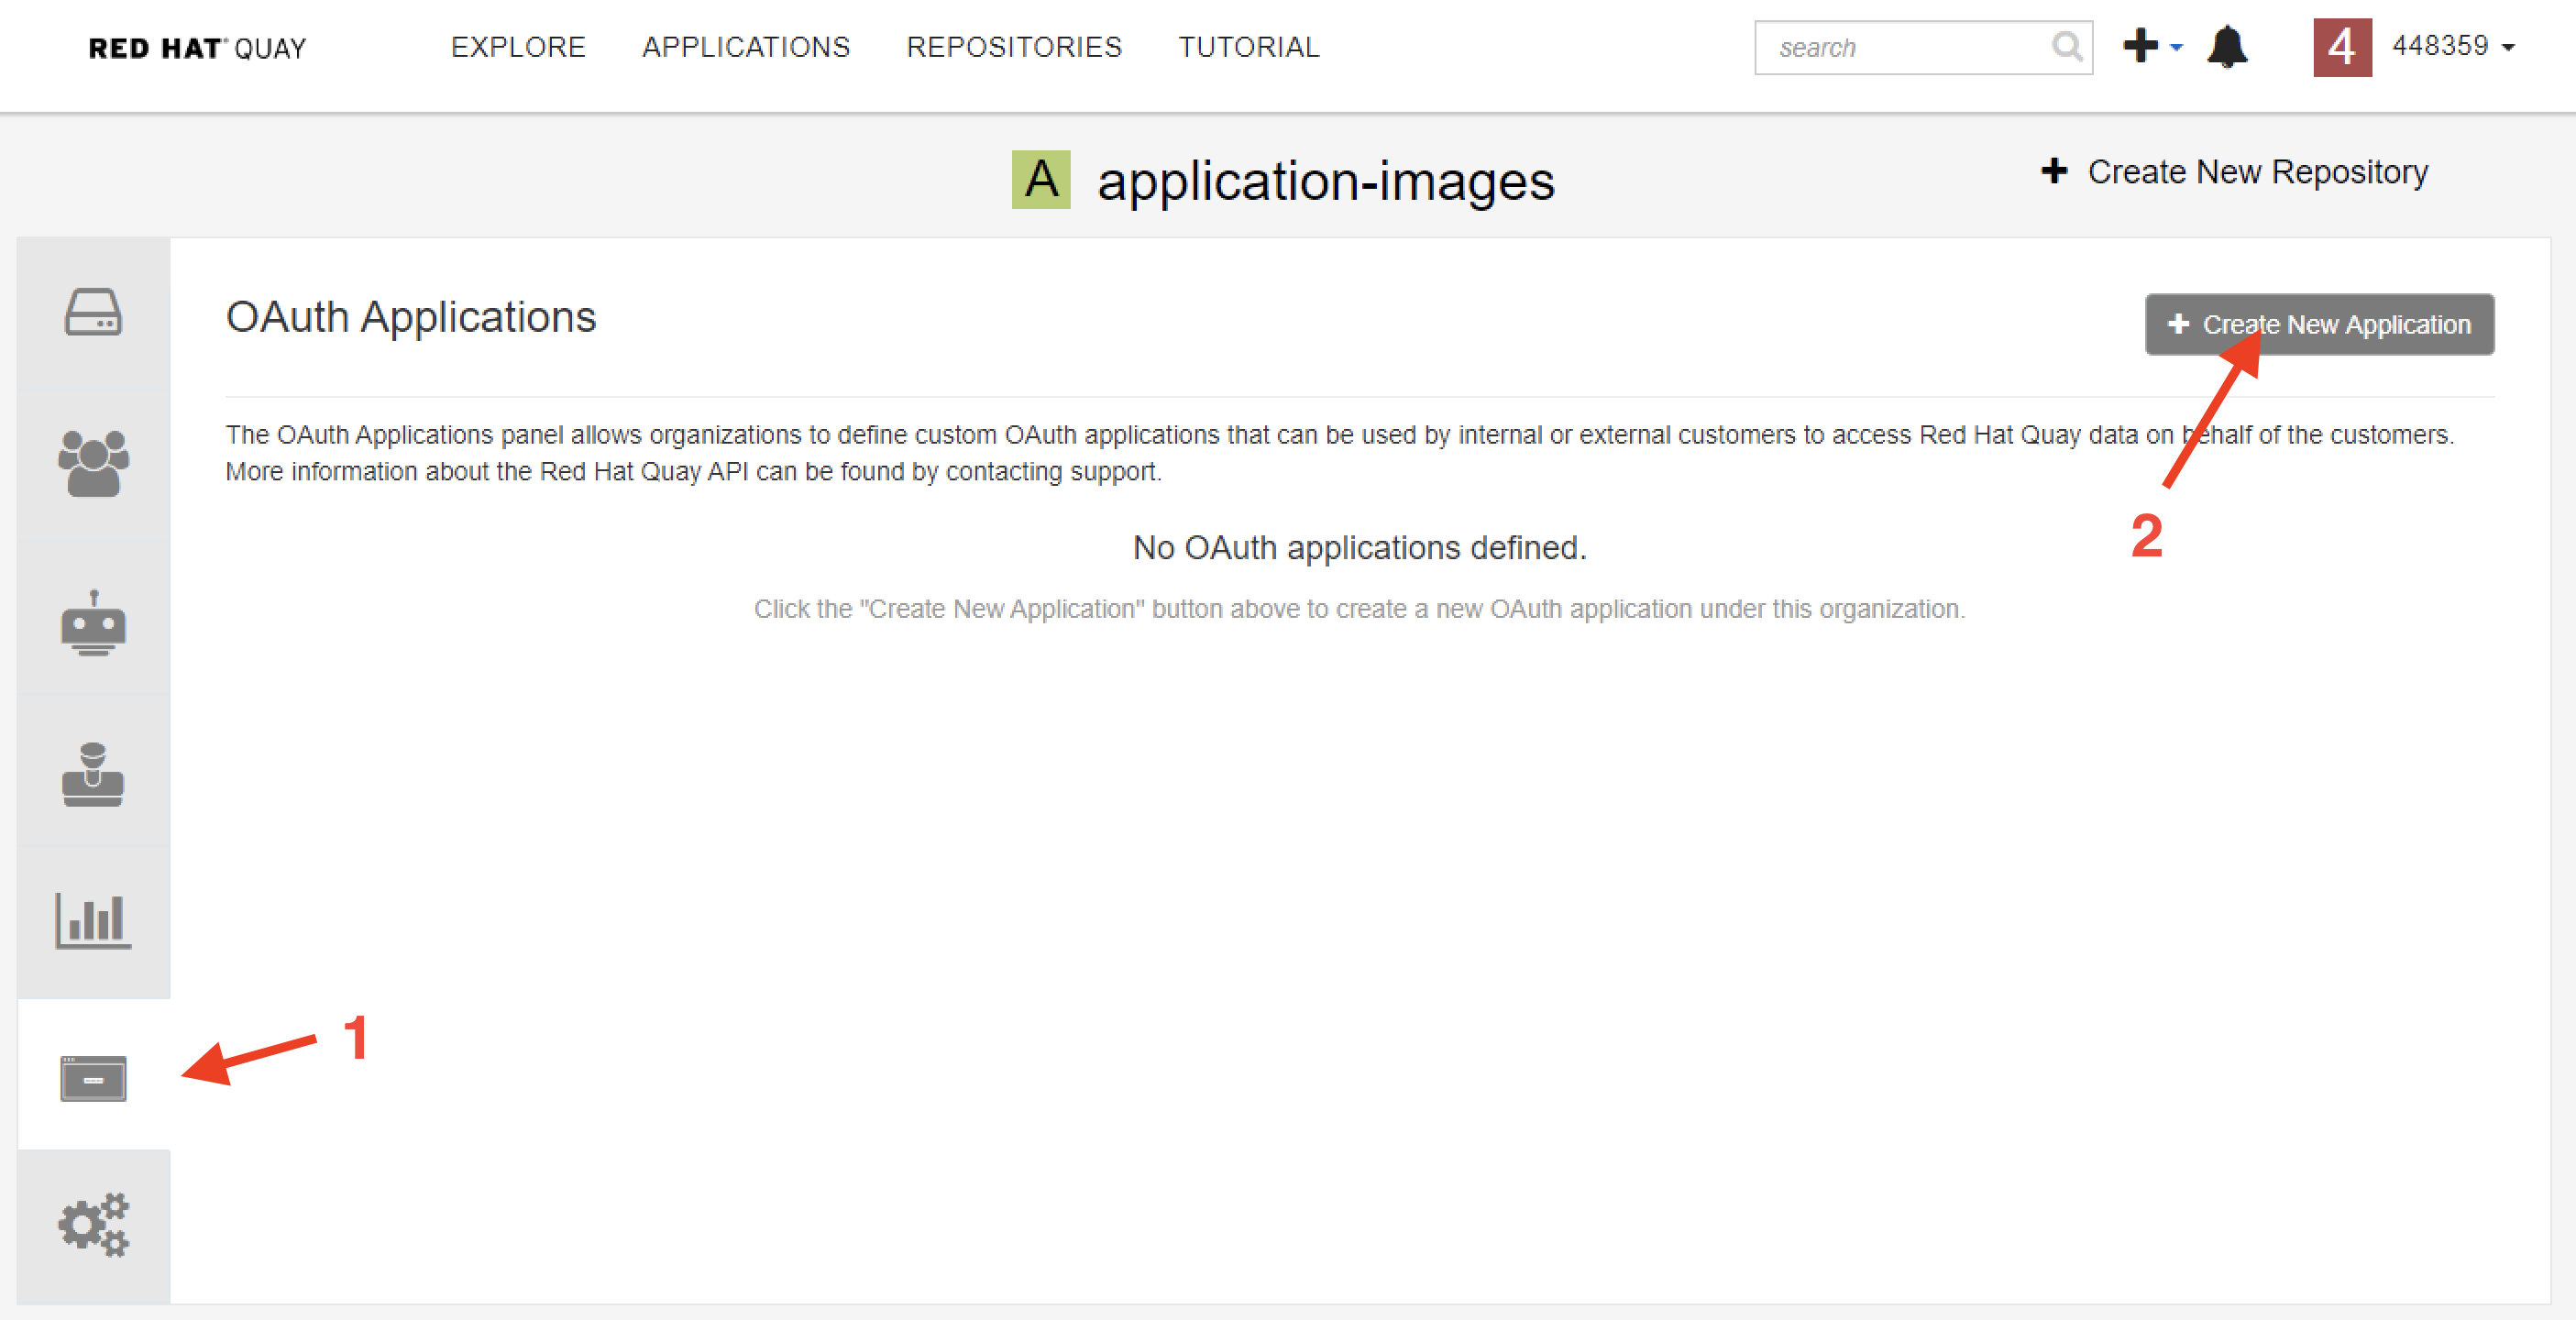 RED HAT QUAY EXPLORE APPLICATIONS REPOSITORIES TUTORIAL search 4 448359
A application-images Create New Repository
OAuth Applications Create New Application
The OAuth Applications panel allows organizations to define custom OAuth applications that can be used by internal or external customers to access Red Hat Quay data on behalf of the customers.
More information about the Red Hat Quay API can be found by contacting support.
2
No OAuth applications defined.
Click the "Create New Application" button above to create a new OAuth application under this organization.
1